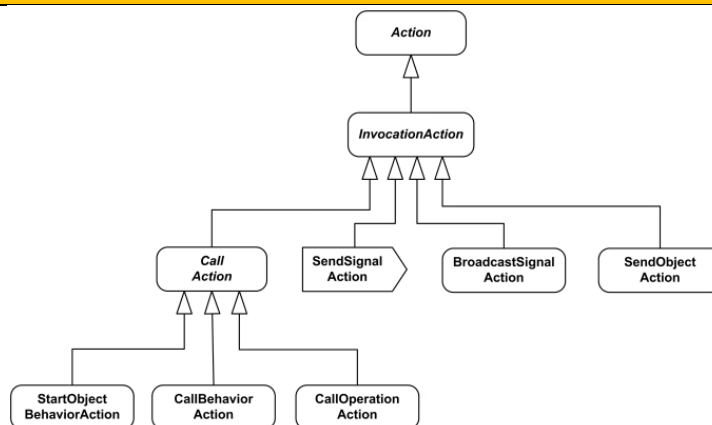 Action
InvocationAction
Call
Action
SendSignal
Action
BroadcastSignal
Action
SendObject
Action
StartObject
BehaviorAction
CallBehavior
Action
CallOperation
Action